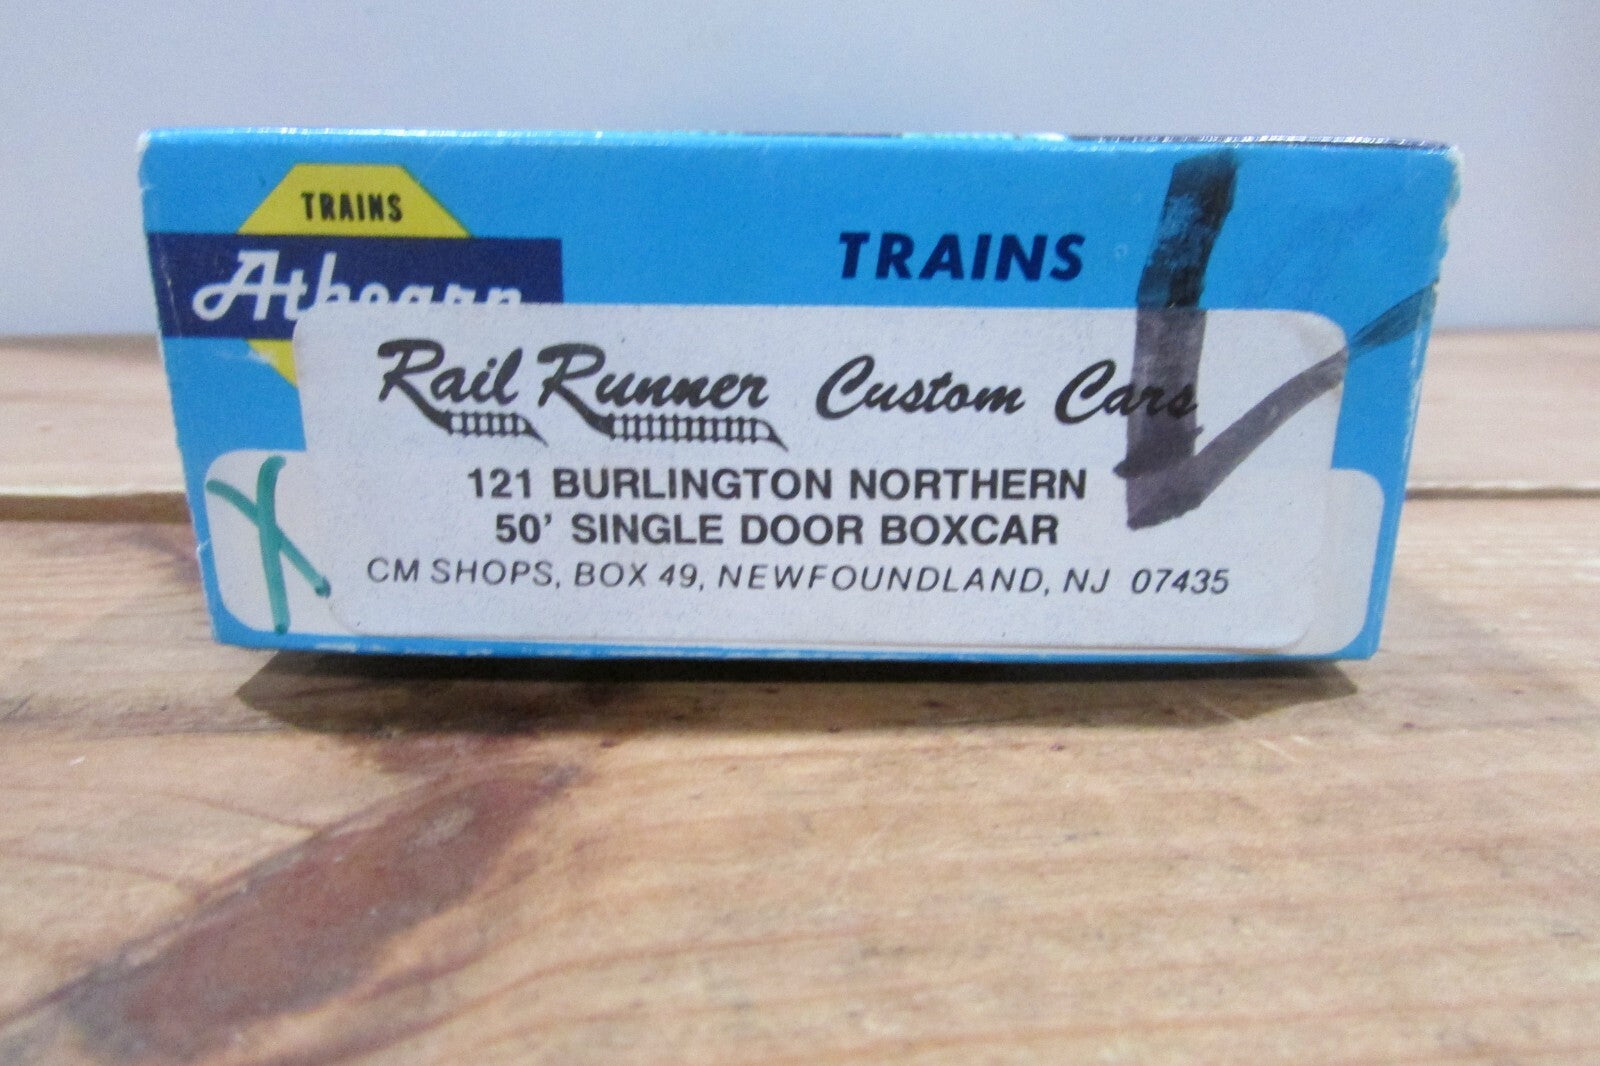 TRAINS
Athearn
TRAINS
Rail Runner Custom Cars
121 BURLINGTON NORTHERN
50' SINGLE DOOR BOXCAR
CM SHOPS, BOX 49, NEWFOUNDLAND, NJ 07435